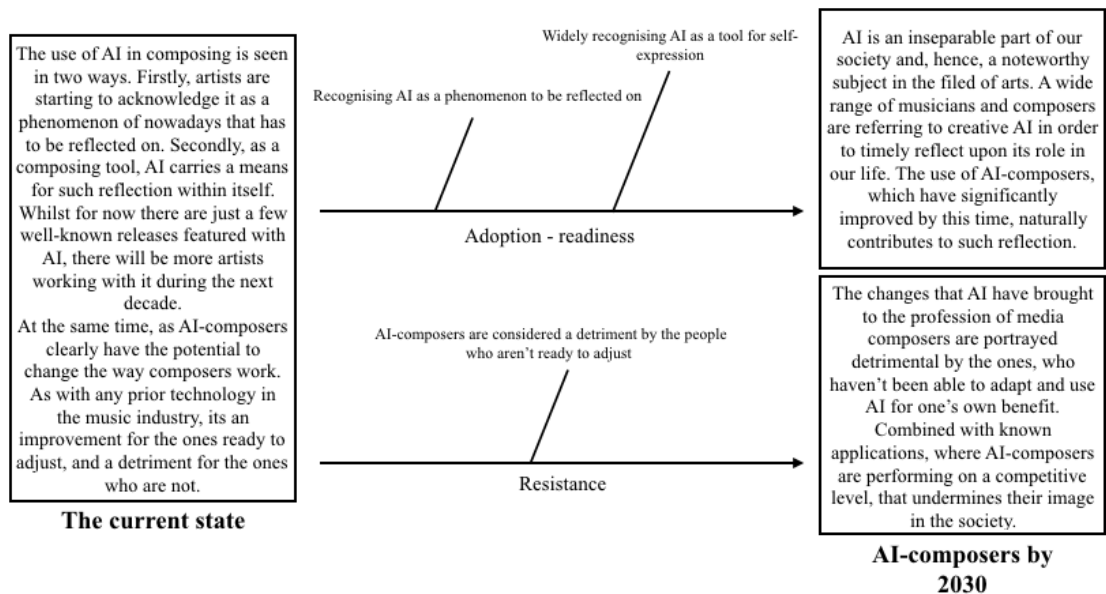 The use of AI in composing is seen
in two ways. Firstly, artists are
starting to acknowledge it as a
phenomenon of nowadays that has
to be reflected on. Secondly, as a
composing tool, AI carries a means
for such reflection within itself.
Whilst for now there are just a few
well-known releases featured with
AI, there will be more artists
working with it during the next
decade.
At the same time, as AI-composers
clearly have the potential to
change the way composers work.
As with any prior technology in
the music industry, its an
improvement for the ones ready to
adjust, and a detriment for the ones
who are not.
The current state
Widely recognising AI as a tool for self-
expression
Recognising AI as a phenomenon to be reflected on
Adoption - readiness
AI-composers are considered a detriment by the people
who aren't ready to adjust
Resistance
AI is an inseparable part of our
society and, hence, a noteworthy
subject in the filed of arts. A wide
range of musicians and composers
are referring to creative AI in order
to timely reflect upon its role in
our life. The use of AI-composers,
which have significantly
improved by this time, naturally
contributes to such reflection.
The changes that AI have brought
to the profession of media
composers are portrayed
detrimental by the ones, who
haven't been able to adapt and use
AI for one's own benefit.
Combined with known
applications, where AI-composers
are performing on a competitive
level, that undermines their image
in the society.
AI-composers by
2030